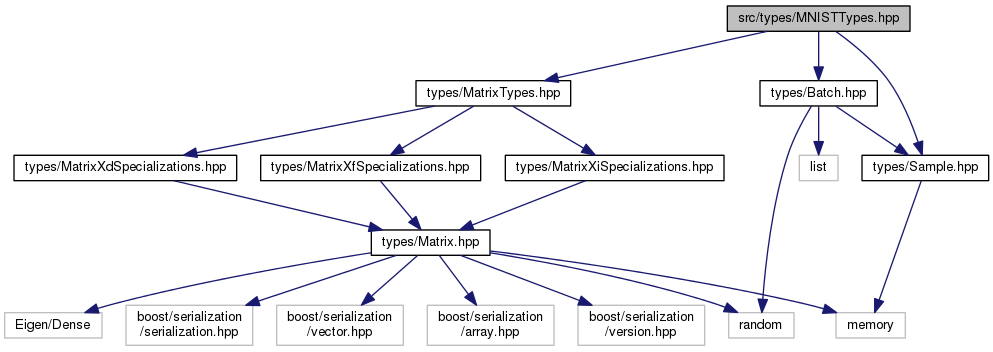 src/types/MNISTTypes.hpp
types/MatrixTypes.hpp
types/Batch.hpp
types/MatrixXdSpecializations.hpp
types/MatrixXfSpecializations.hpp
types/MatrixXiSpecializations.hpp
list
types/Sample.hpp
types/Matrix.hpp
Eigen/Dense
boost/serialization
/serialization.hpp
boost/serialization
/vector.hpp
boost/serialization
/array.hpp
boost/serialization
/version.hpp
random
memory